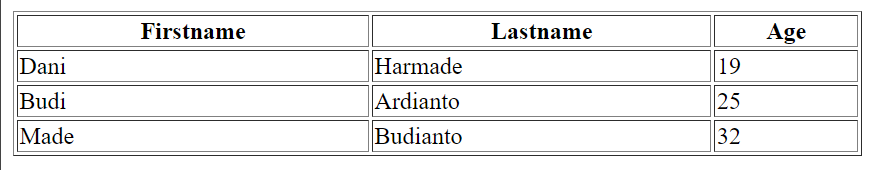 Firstname Lastname Age
Dani Harmade 19
Budi Ardianto 25
Made Budianto 32